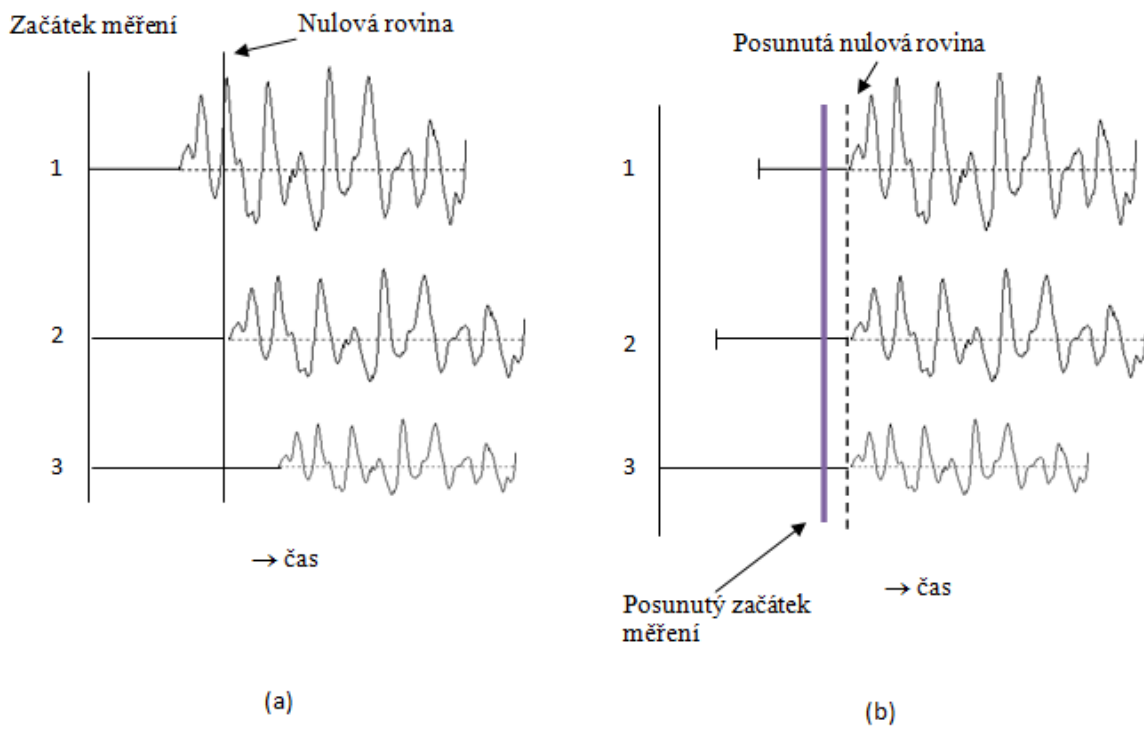 Začátek měření
Nulová rovina
1
2
3
→ čas
(a)
Posunutá nulová rovina
1
2
3
→ čas
Posunutý začátek
měření
(b)